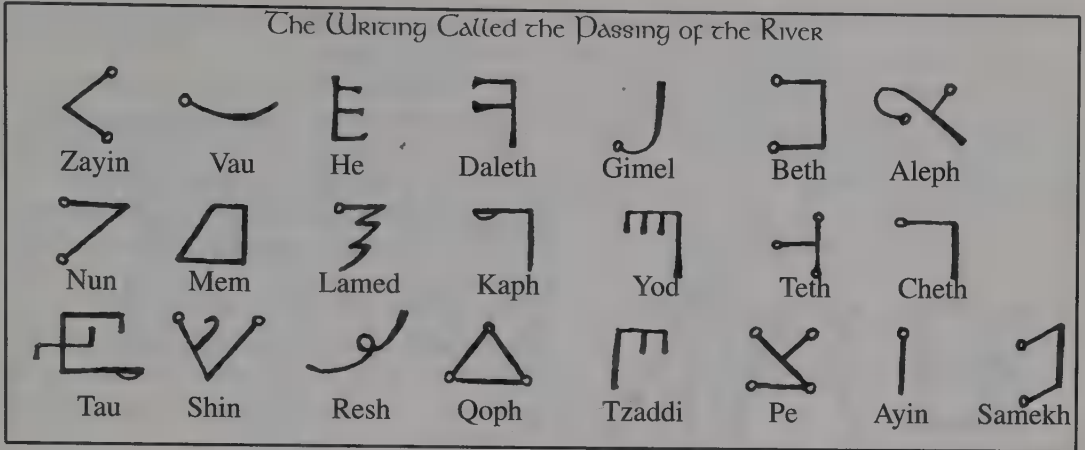 The Writing Called the Passing of the River
Zayin Vau He Daleth Gimel Beth Aleph
Nun Mem Lamed Kaph Yod Teth Cheth
Tau Shin Resh Qoph Tzaddi Pe Ayin Samekh